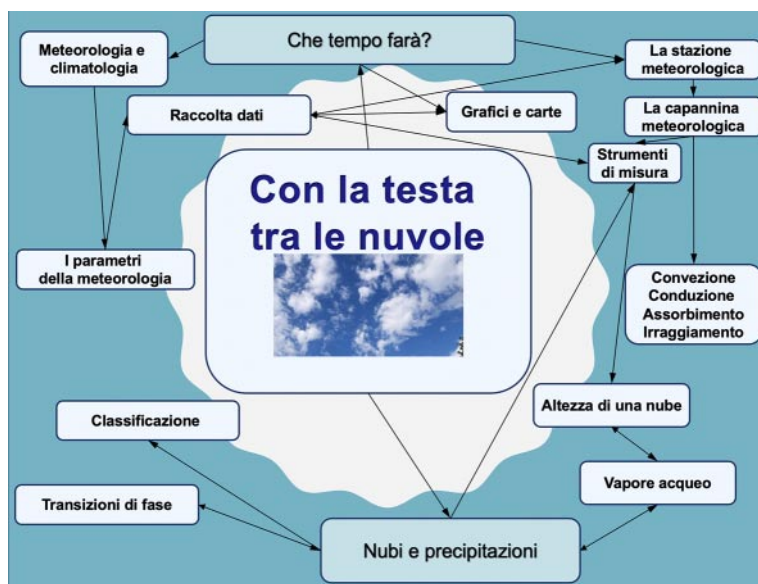 Che tempo farà?
Meteorologia e
climatologia
La stazione
meteorologica
Raccolta dati
Grafici e carte
La capannina
meteorologica
Strumenti
di misura
Con la testa
tra le nuvole
I parametri
della meteorologia
Convezione
Conduzione
Assorbimento
Irraggiamento
Classificazione
Altezza di una nube
Transizioni di fase
Vapore acqueo
Nubi e precipitazioni